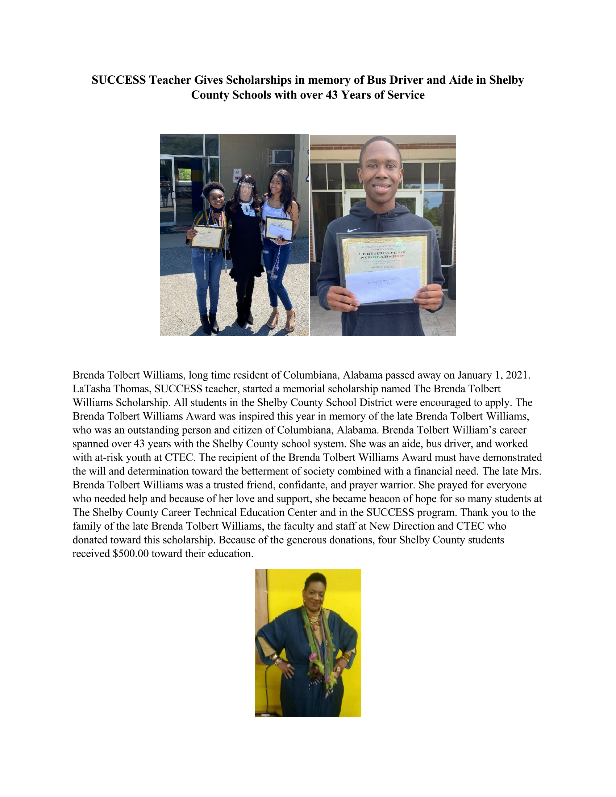 SUCCESS Teacher Gives Scholarships in memory of Bus Driver and Aide in Shelby
County Schools with over 43 Years of Service
Brenda Tolbert Williams, long time resident of Columbiana, Alabama passed away on January 1, 2021.
LaTasha Thomas, SUCCESS teacher, started a memorial scholarship named The Brenda Tolbert
Williams Scholarship. All students in the Shelby County School District were encouraged to apply. The
Brenda Tolbert Williams Award was inspired this year in memory of the late Brenda Tolbert Williams,
who was an outstanding person and citizen of Columbiana, Alabama. Brenda Tolbert William’s career
spanned over 43 years with the Shelby County school system. She was an aide, bus driver, and worked
with at-risk youth at CTEC. The recipient of the Brenda Tolbert Williams Award must have demonstrated
the will and determination toward the betterment of society combined with a financial need. The late Mrs.
Brenda Tolbert Williams was a trusted friend, confidante, and prayer warrior. She prayed for everyone
who needed help and because of her love and support, she became beacon of hope for so many students at
The Shelby County Career Technical Education Center and in the SUCCESS program. Thank you to the
family of the late Brenda Tolbert Williams, the faculty and staff at New Direction and CTEC who
donated toward this scholarship. Because of the generous donations, four Shelby County students
received $500.00 toward their education.